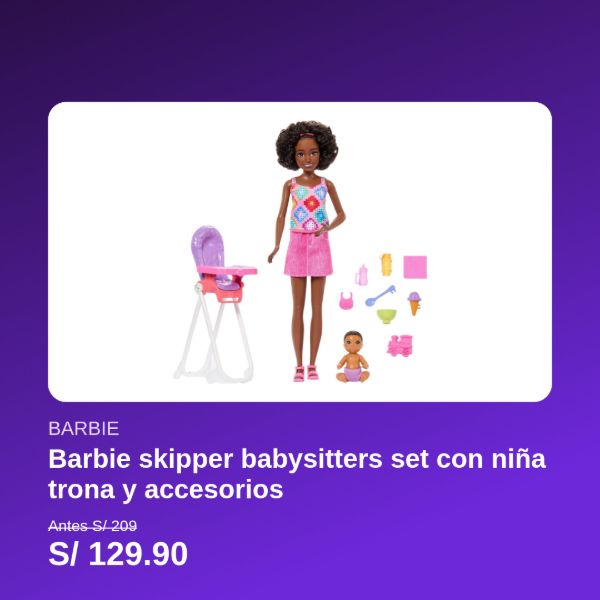 BARBIE
Barbie skipper babysitters set con niña
trona y accesorios
Antes S/ 209
S/ 129.90